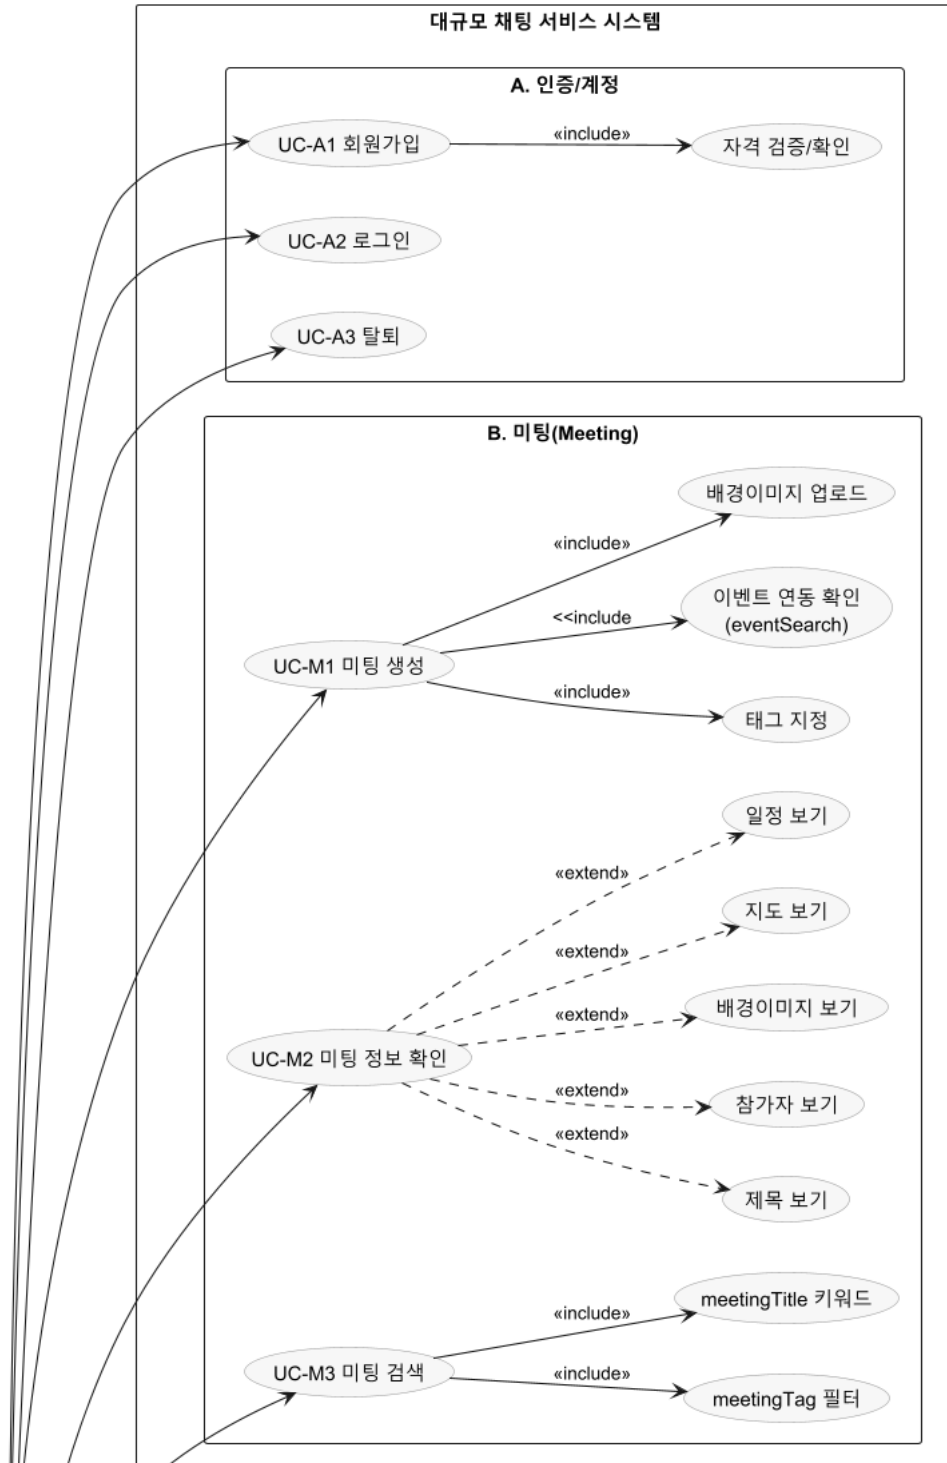 대규모 채팅 서비스 시스템
A. 인증/계정
UC-A1 회원가입
«include»
자격 검증/확인
UC-A2 로그인
UC-A3 탈퇴
B. 미팅(Meeting)
배경이미지 업로드
«include»
이벤트 연동 확인
(eventSearch)
<<include
UC-M1 미팅 생성
«include»
태그 지정
일정 보기
«extend»
지도 보기
«extend»
배경이미지 보기
«extend»
UC-M2 미팅 정보 확인
«extend»
참가자 보기
«extend»
제목 보기
meetingTitle 키워드
«include»
UC-M3 미팅 검색
«include»
meetingTag 필터